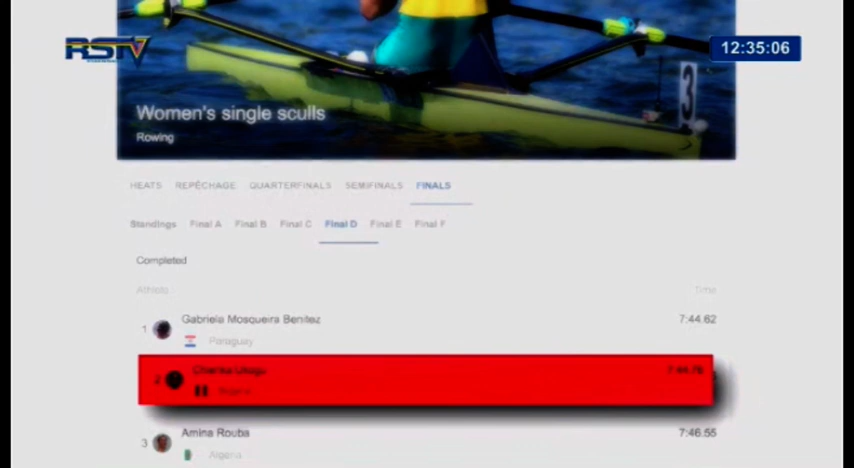 RSTV
12:35:06
3
Women's single sculls
Rowing
HEATS REPÊCHAGE QUARTERFINALS SEMIFINALS FINALS
Standings Final A Final B Final C Final D Final E Final F
Completed
Athlete Time
1 Gabriela Mosqueira Benitez 7:44.62
Paraguay
2
3 Amina Rouba 7:46.55
Algeria